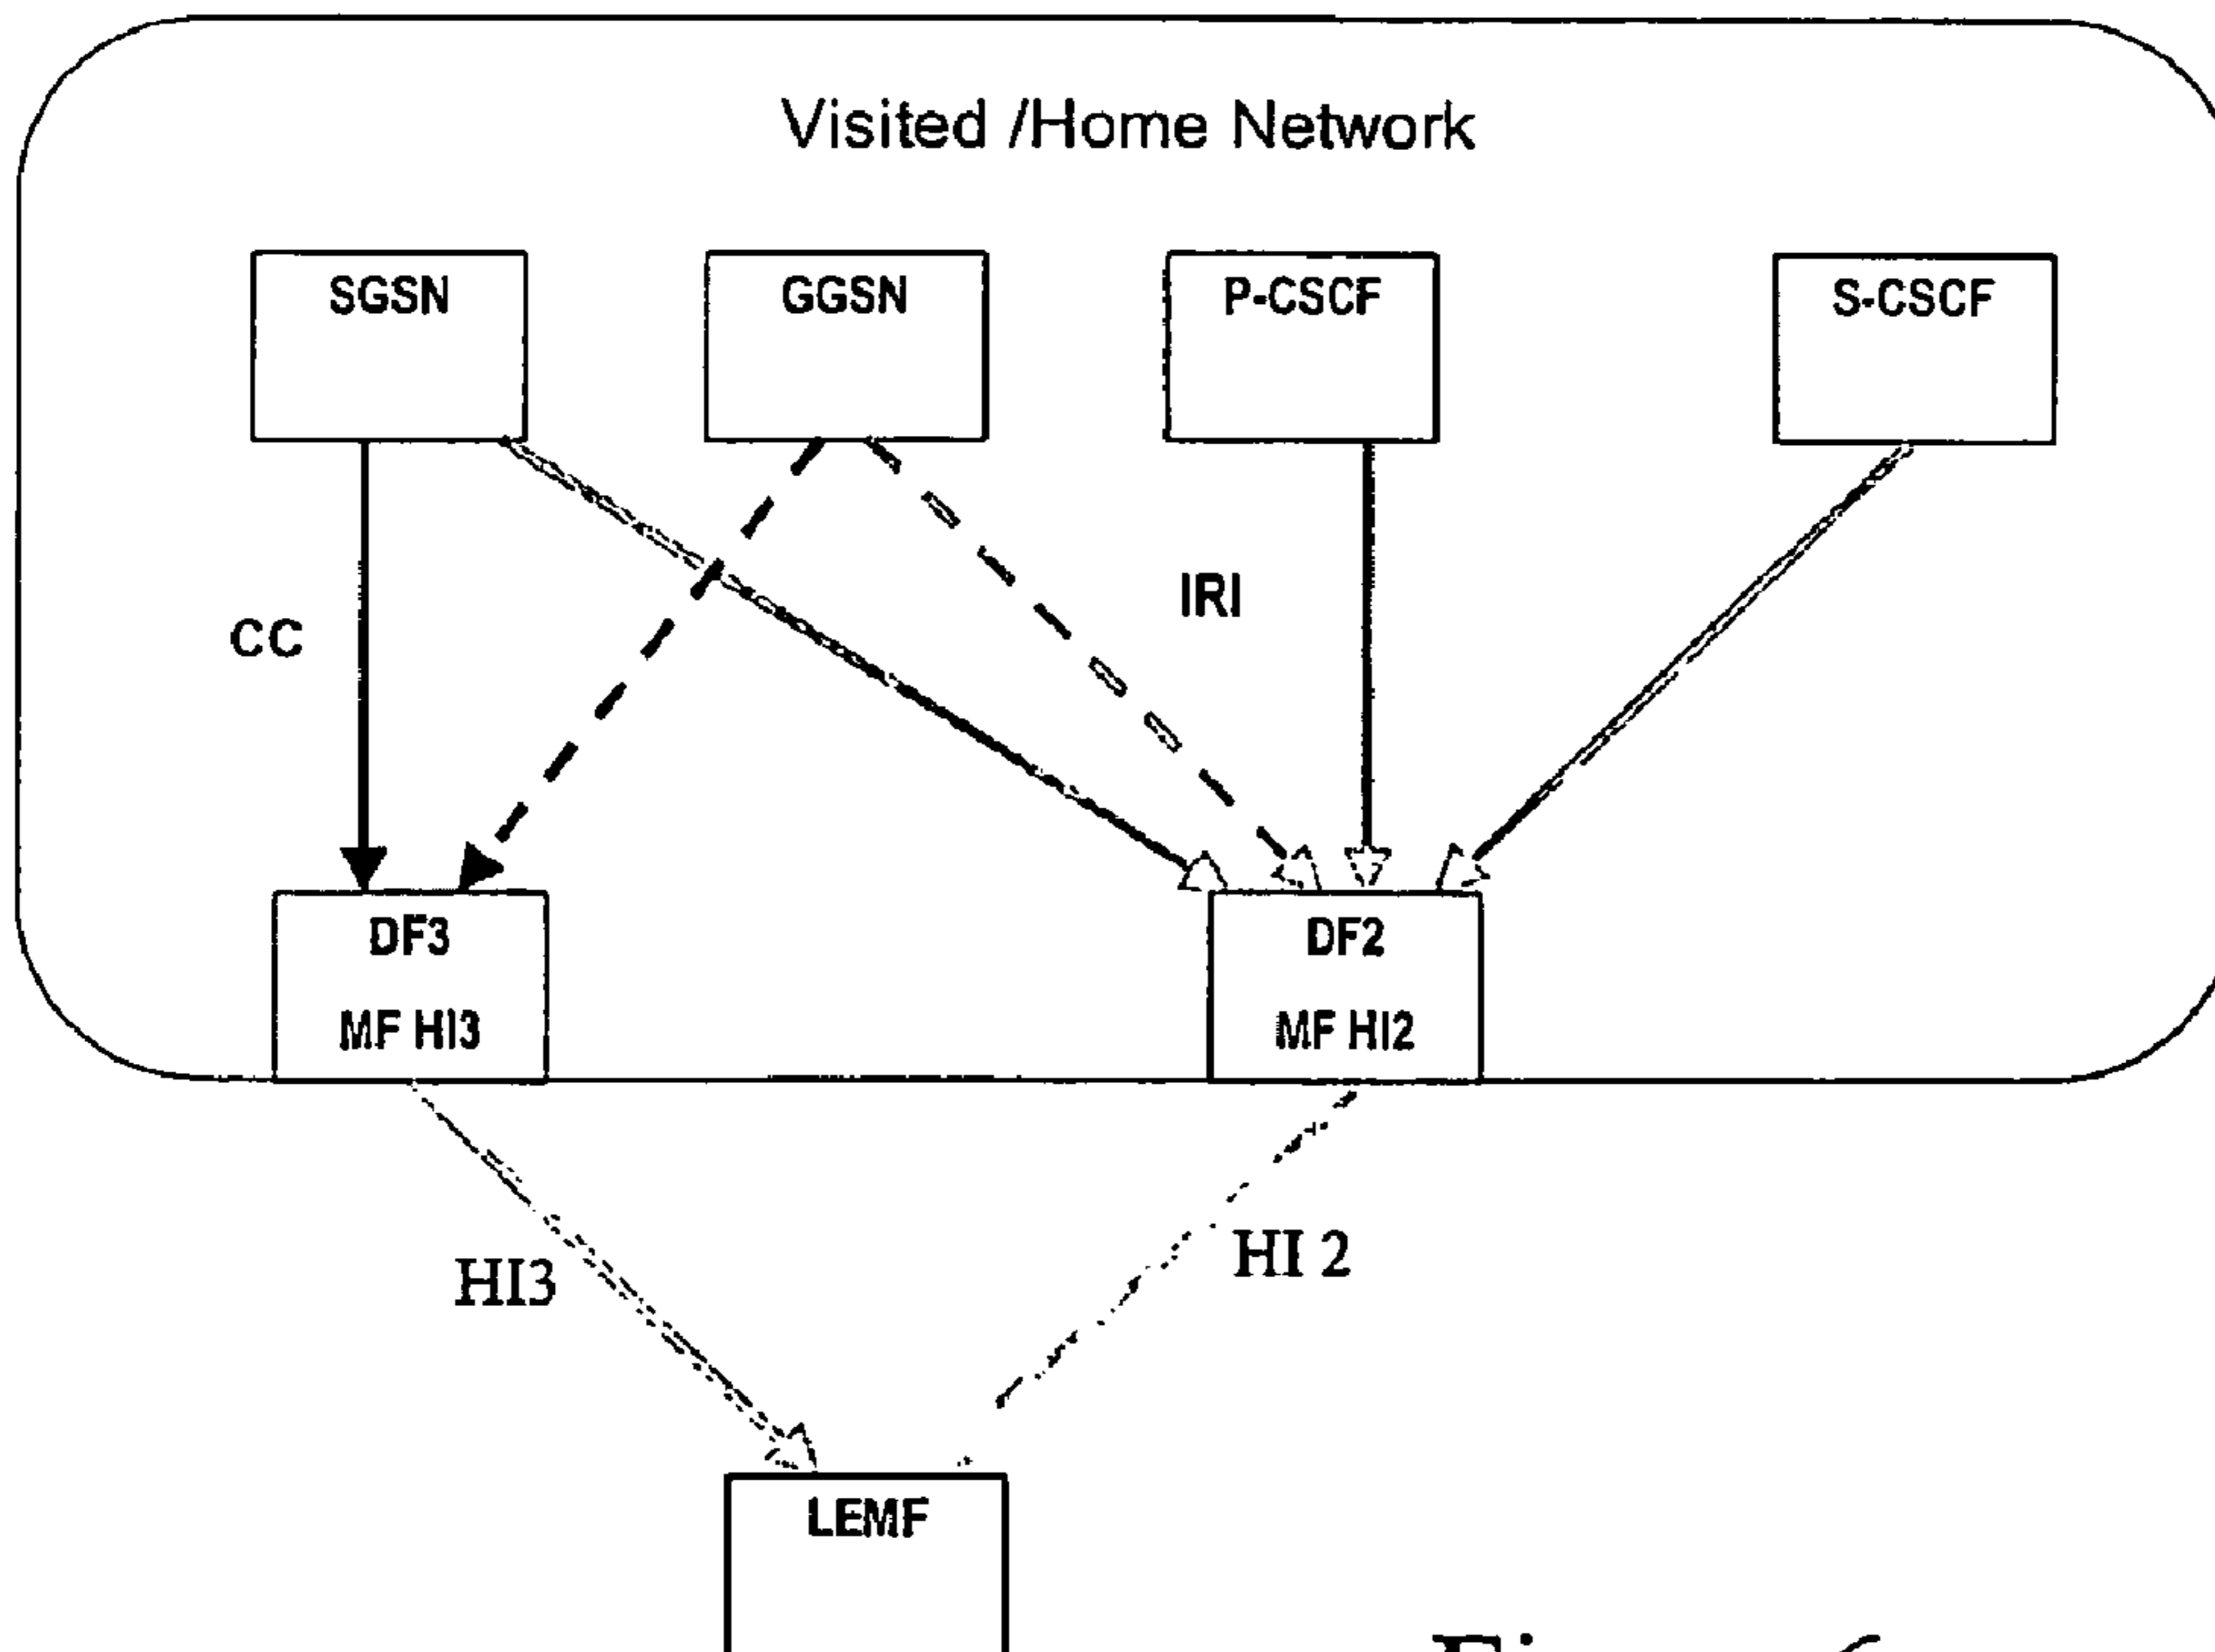 Visited /Home Network
SGSN
GGSN
P-CSCF
S-CSCF
CC
IRI
DF3
MF HI3
DF2
MF HI2
HI3
HI 2
LEMF